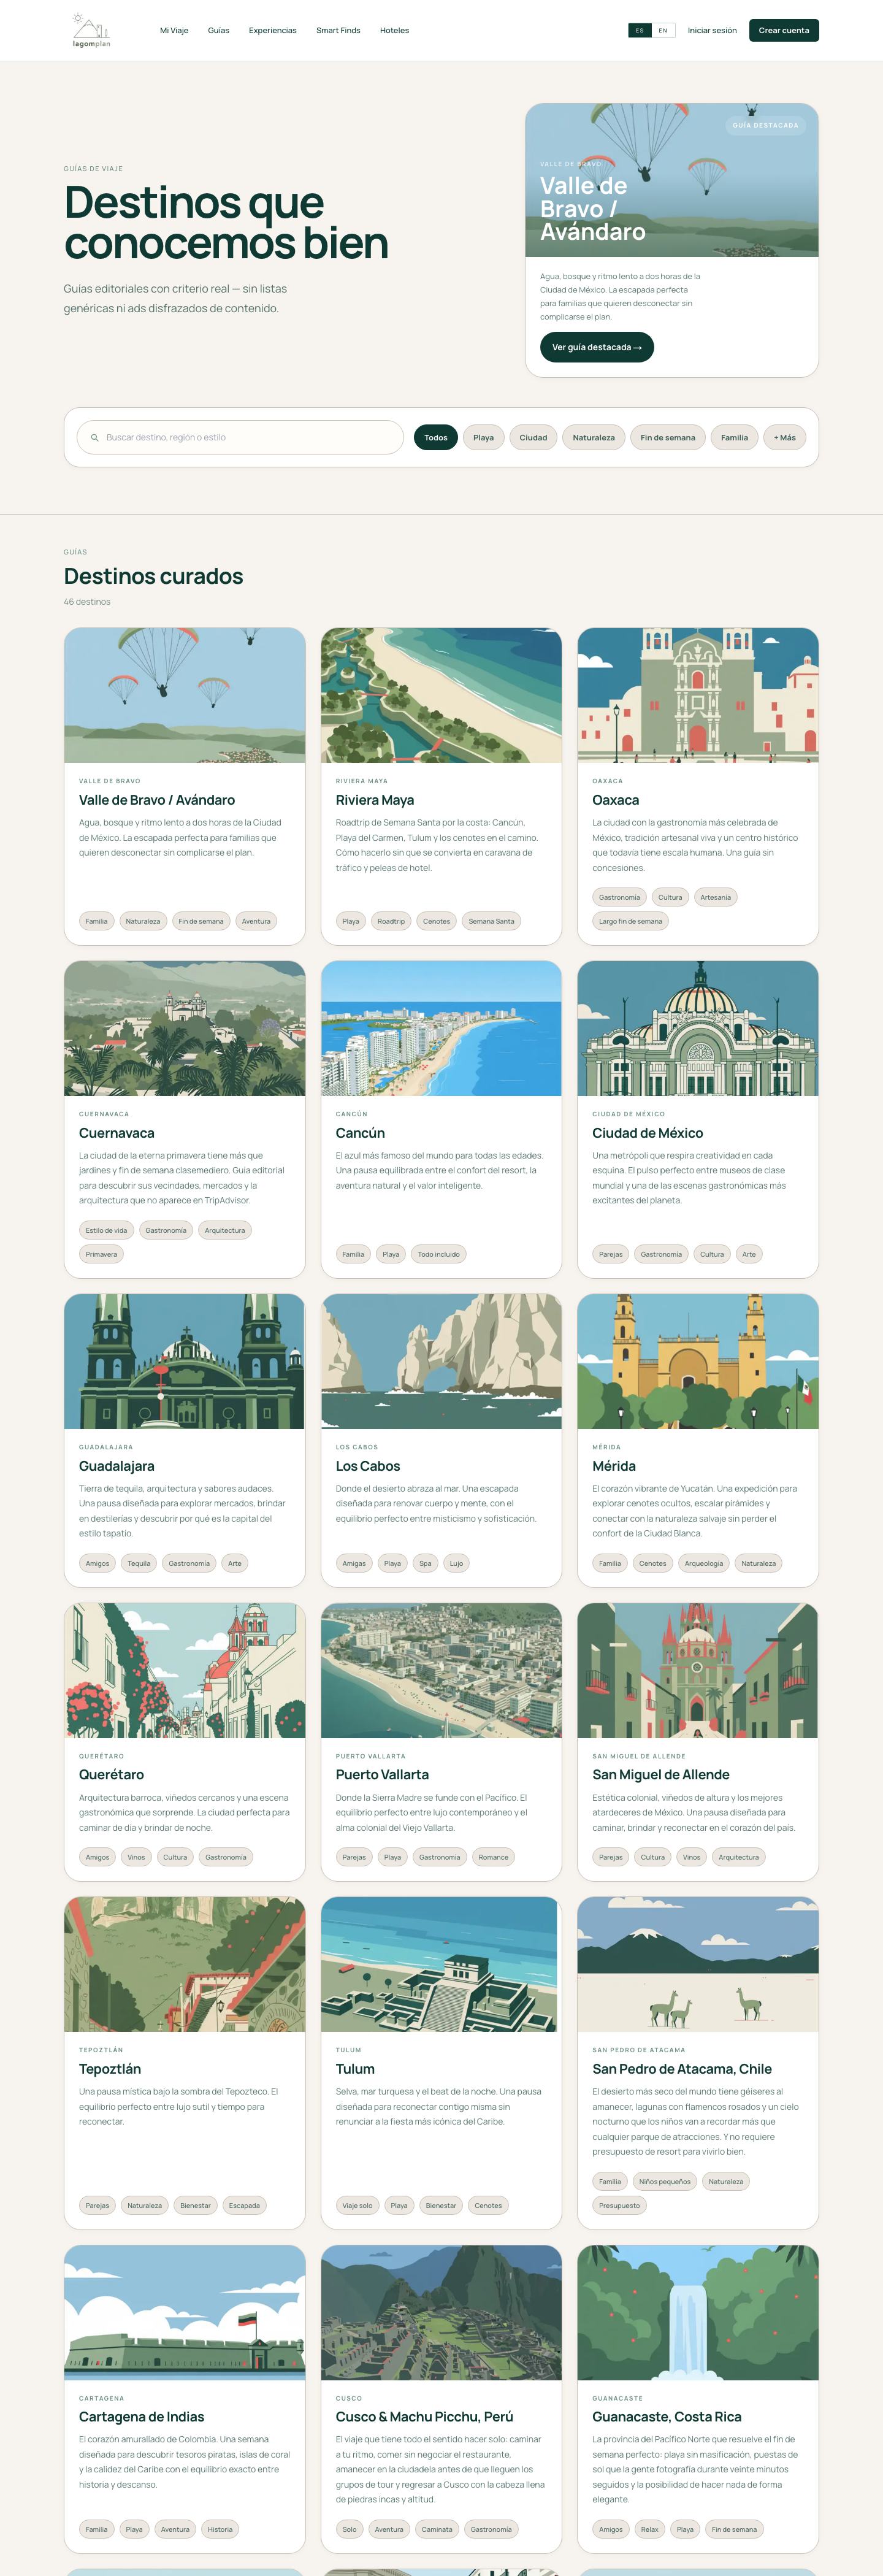 lagomplan
Mi Viaje
Guías
Experiencias
Smart Finds
Hoteles
ES
EN
Iniciar sesión
Crear cuenta
GUÍAS DE VIAJE
Destinos que
conocemos bien
Guías editoriales con criterio real — sin listas
genéricas ni ads disfrazados de contenido.
GUÍA DESTACADA
VALLE DE BRAVO
Valle de
Bravo /
Avándaro
Agua, bosque y ritmo lento a dos horas de la
Ciudad de México. La escapada perfecta
para familias que quieren desconectar sin
complicarse el plan.
Ver guía destacada →
Buscar destino, región o estilo
Todos
Playa
Ciudad
Naturaleza
Fin de semana
Familia
+ Más
GUÍAS
Destinos curados
46 destinos
VALLE DE BRAVO
Valle de Bravo / Avándaro
Agua, bosque y ritmo lento a dos horas de la Ciudad
de México. La escapada perfecta para familias que
quieren desconectar sin complicarse el plan.
Familia
Naturaleza
Fin de semana
Aventura
RIVIERA MAYA
Riviera Maya
Roadtrip de Semana Santa por la costa: Cancún,
Playa del Carmen, Tulum y los cenotes en el camino.
Cómo hacerlo sin que se convierta en caravana de
tráfico y peleas de hotel.
Playa
Roadtrip
Cenotes
Semana Santa
OAXACA
Oaxaca
La ciudad con la gastronomía más celebrada de
México, tradición artesanal viva y un centro histórico
que todavía tiene escala humana. Una guía sin
concesiones.
Gastronomía
Cultura
Artesanía
Largo fin de semana
CUERNAVACA
Cuernavaca
La ciudad de la eterna primavera tiene más que
jardines y fin de semana clasemediero. Guía editorial
para descubrir sus vecindades, mercados y la
arquitectura que no aparece en TripAdvisor.
Estilo de vida
Gastronomía
Arquitectura
Primavera
CANCÚN
Cancún
El azul más famoso del mundo para todas las edades.
Una pausa equilibrada entre el confort del resort, la
aventura natural y el valor inteligente.
Familia
Playa
Todo incluido
CIUDAD DE MÉXICO
Ciudad de México
Una metrópoli que respira creatividad en cada
esquina. El pulso perfecto entre museos de clase
mundial y una de las escenas gastronómicas más
excitantes del planeta.
Parejas
Gastronomía
Cultura
Arte
GUADALAJARA
Guadalajara
Tierra de tequila, arquitectura y sabores audaces.
Una pausa diseñada para explorar mercados, brindar
en destilerías y descubrir por qué es la capital del
estilo tapatío.
Amigos
Tequila
Gastronomía
Arte
LOS CABOS
Los Cabos
Donde el desierto abraza al mar. Una escapada
diseñada para renovar cuerpo y mente, con el
equilibrio perfecto entre misticismo y sofisticación.
Amigas
Playa
Spa
Lujo
MÉRIDA
Mérida
El corazón vibrante de Yucatán. Una expedición para
explorar cenotes ocultos, escalar pirámides y
conectar con la naturaleza salvaje sin perder el
confort de la Ciudad Blanca.
Familia
Cenotes
Arqueología
Naturaleza
QUERÉTARO
Querétaro
Arquitectura barroca, viñedos cercanos y una escena
gastronómica que sorprende. La ciudad perfecta para
caminar de día y brindar de noche.
Amigos
Vinos
Cultura
Gastronomía
PUERTO VALLARTA
Puerto Vallarta
Donde la Sierra Madre se funde con el Pacífico. El
equilibrio perfecto entre lujo contemporáneo y el
alma colonial del Viejo Vallarta.
Parejas
Playa
Gastronomía
Romance
SAN MIGUEL DE ALLENDE
San Miguel de Allende
Estética colonial, viñedos de altura y los mejores
atardeceres de México. Una pausa diseñada para
caminar, brindar y reconectar en el corazón del país.
Parejas
Cultura
Vinos
Arquitectura
TEPOZTLÁN
Tepoztlán
Una pausa mística bajo la sombra del Tepozteco. El
equilibrio perfecto entre lujo sutil y tiempo para
reconectar.
Parejas
Naturaleza
Bienestar
Escapada
TULUM
Tulum
Selva, mar turquesa y el beat de la noche. Una pausa
diseñada para reconectar contigo misma sin
renunciar a la fiesta más icónica del Caribe.
Viaje solo
Playa
Bienestar
Cenotes
SAN PEDRO DE ATACAMA
San Pedro de Atacama, Chile
El desierto más seco del mundo tiene géiseres al
amanecer, lagunas con flamencos rosados y un cielo
nocturno que los niños van a recordar más que
cualquier parque de atracciones. Y no requiere
presupuesto de resort para vivirlo bien.
Familia
Niños pequeños
Naturaleza
Presupuesto
CARTAGENA
Cartagena de Indias
El corazón amurallado de Colombia. Una semana
diseñada para descubrir tesoros piratas, islas de coral
y la calidez del Caribe con el equilibrio exacto entre
historia y descanso.
Familia
Playa
Aventura
Historia
CUSCO
Cusco & Machu Picchu, Perú
El viaje que tiene todo el sentido hacer solo: caminar
a tu ritmo, comer sin negociar el restaurante,
amanecer en la ciudadela antes de que lleguen los
grupos de tour y regresar a Cusco con la cabeza llena
de piedras incas y altitud.
Solo
Aventura
Caminata
Gastronomía
GUANACASTE
Guanacaste, Costa Rica
La provincia del Pacífico Norte que resuelve el fin de
semana perfecto: playa sin masificación, puestas de
sol que la gente fotografía durante veinte minutos
seguidos y la posibilidad de hacer nada de forma
elegante.
Amigos
Relax
Playa
Fin de semana